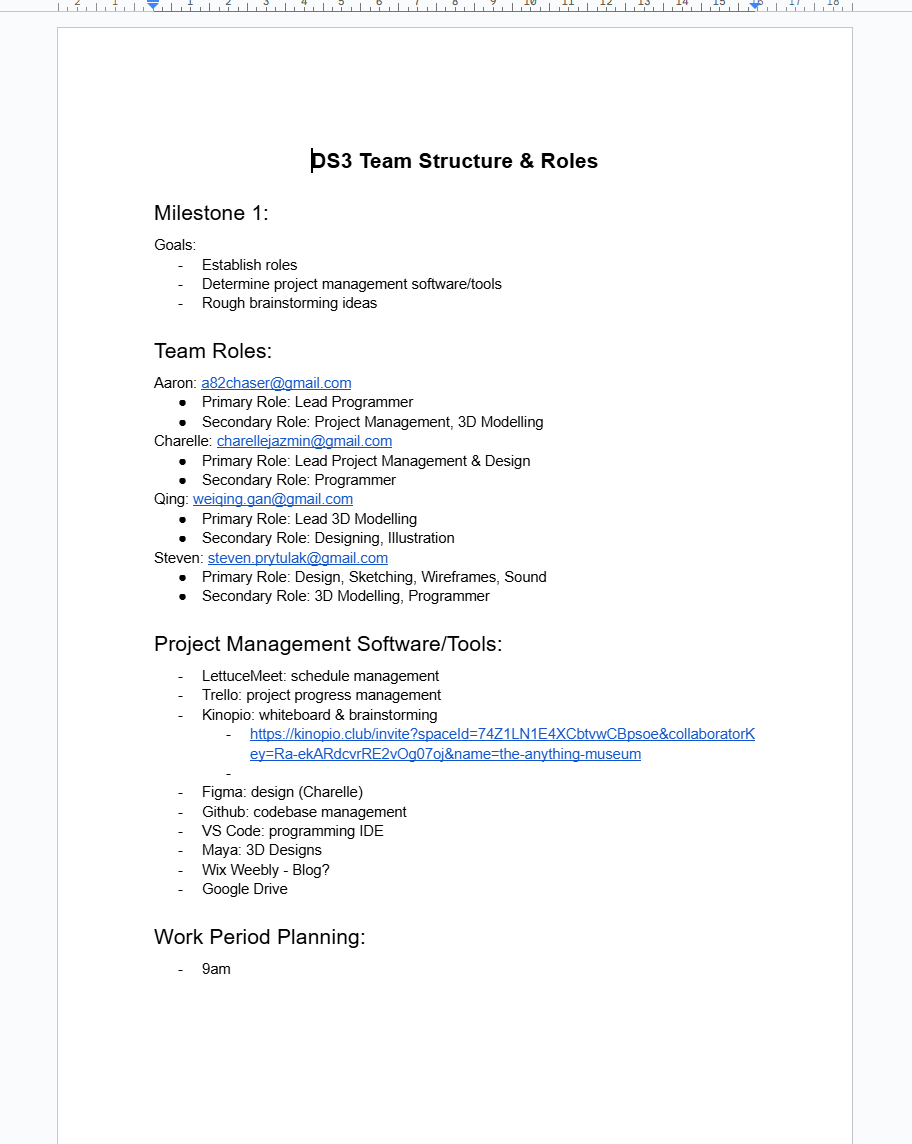 2 1 1 2 3 4 5 6 7 8 9 10 11 12 13 14 15 16 17 18
DS3 Team Structure & Roles
Milestone 1:
Goals:
- Establish roles
- Determine project management software/tools
- Rough brainstorming ideas
Team Roles:
Aaron: a82chaser@gmail.com
● Primary Role: Lead Programmer
● Secondary Role: Project Management, 3D Modelling
Charelle: charellejazmin@gmail.com
● Primary Role: Lead Project Management & Design
● Secondary Role: Programmer
Qing: weiqing.gan@gmail.com
● Primary Role: Lead 3D Modelling
● Secondary Role: Designing, Illustration
Steven: steven.prytulak@gmail.com
● Primary Role: Design, Sketching, Wireframes, Sound
● Secondary Role: 3D Modelling, Programmer
Project Management Software/Tools:
- LettuceMeet: schedule management
- Trello: project progress management
- Kinopio: whiteboard & brainstorming
- https://kinopio.club/invite?spaceId=74Z1LN1E4XCbtvwCBpsoe&collaboratorK
ey=Ra-ekARdcvrRE2vOg07oj&name=the-anything-museum
-
- Figma: design (Charelle)
- Github: codebase management
- VS Code: programming IDE
- Maya: 3D Designs
- Wix Weebly - Blog?
- Google Drive
Work Period Planning:
- 9am